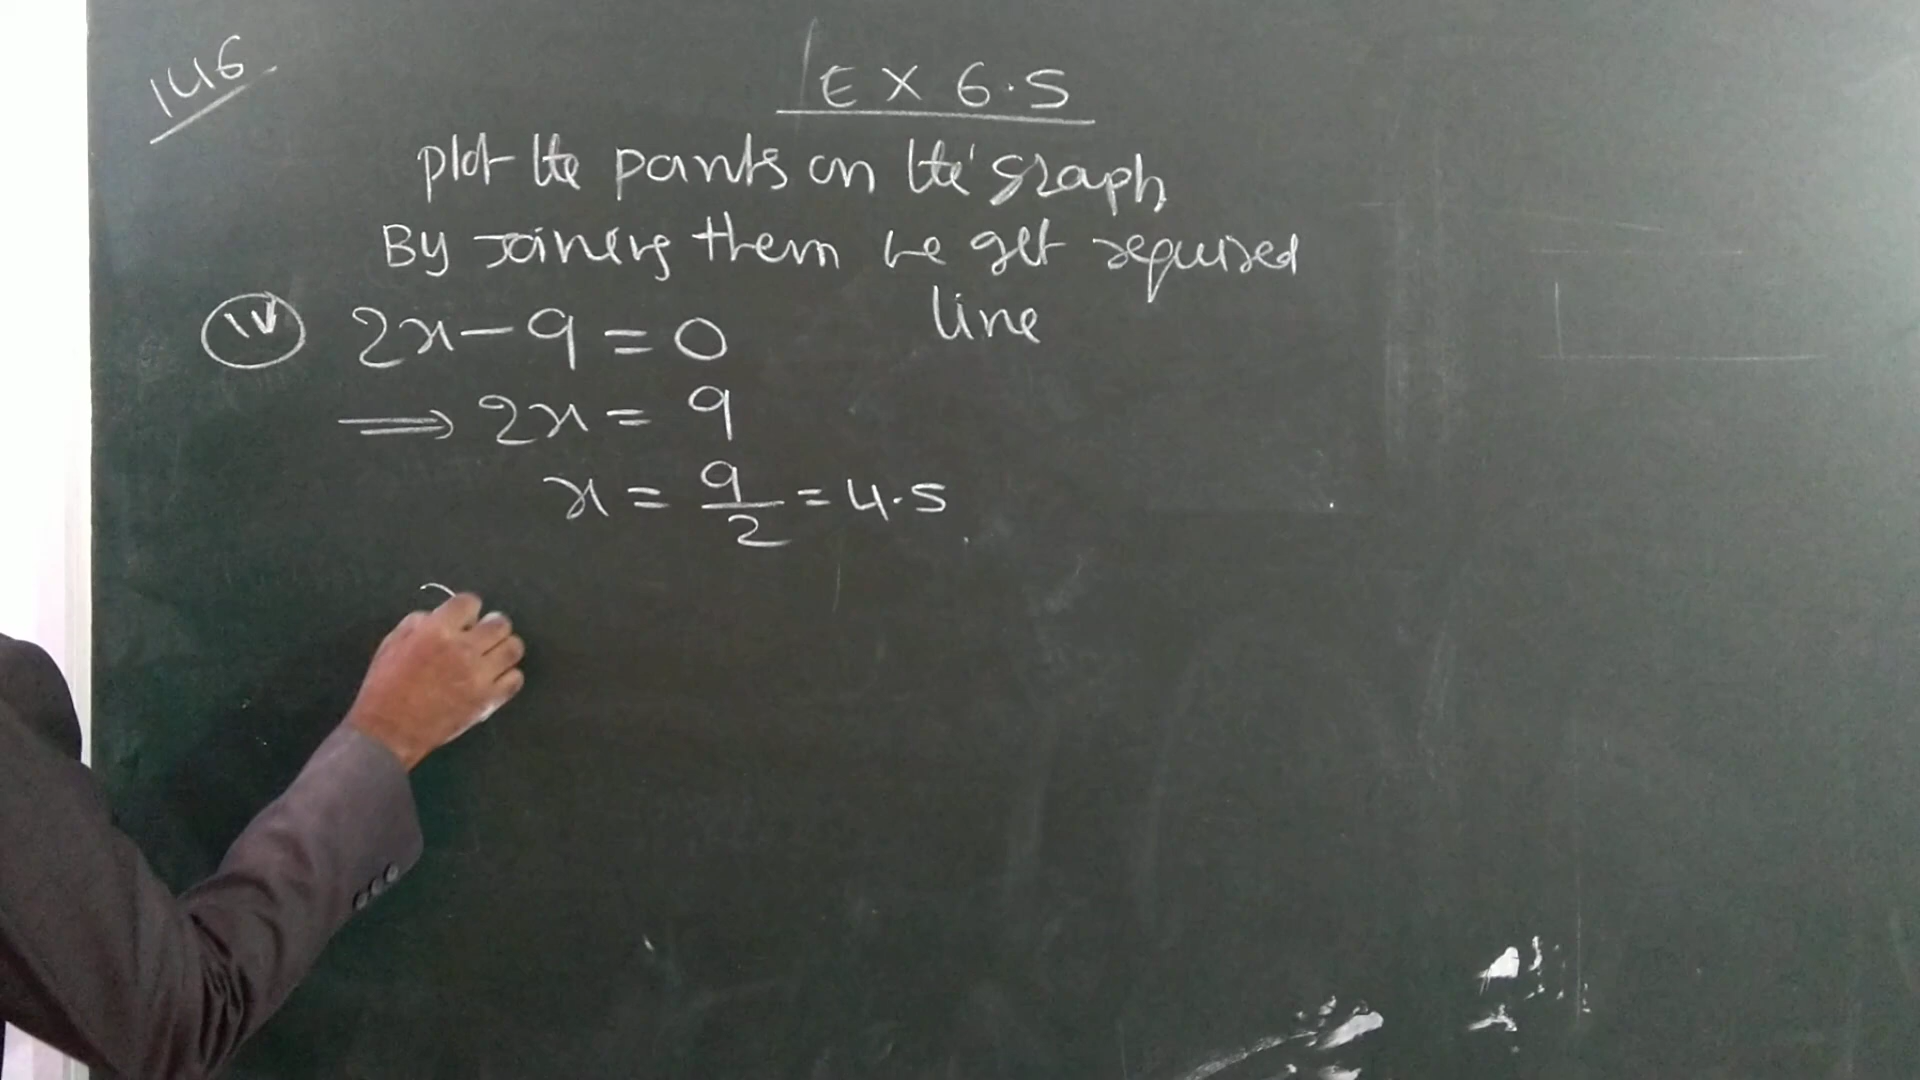 146
EX 6.5
plot the points on the graph
By joining them we get required
line
iv 2x-9=0
⟹ 2x = 9
x = 9/2 = 4.5